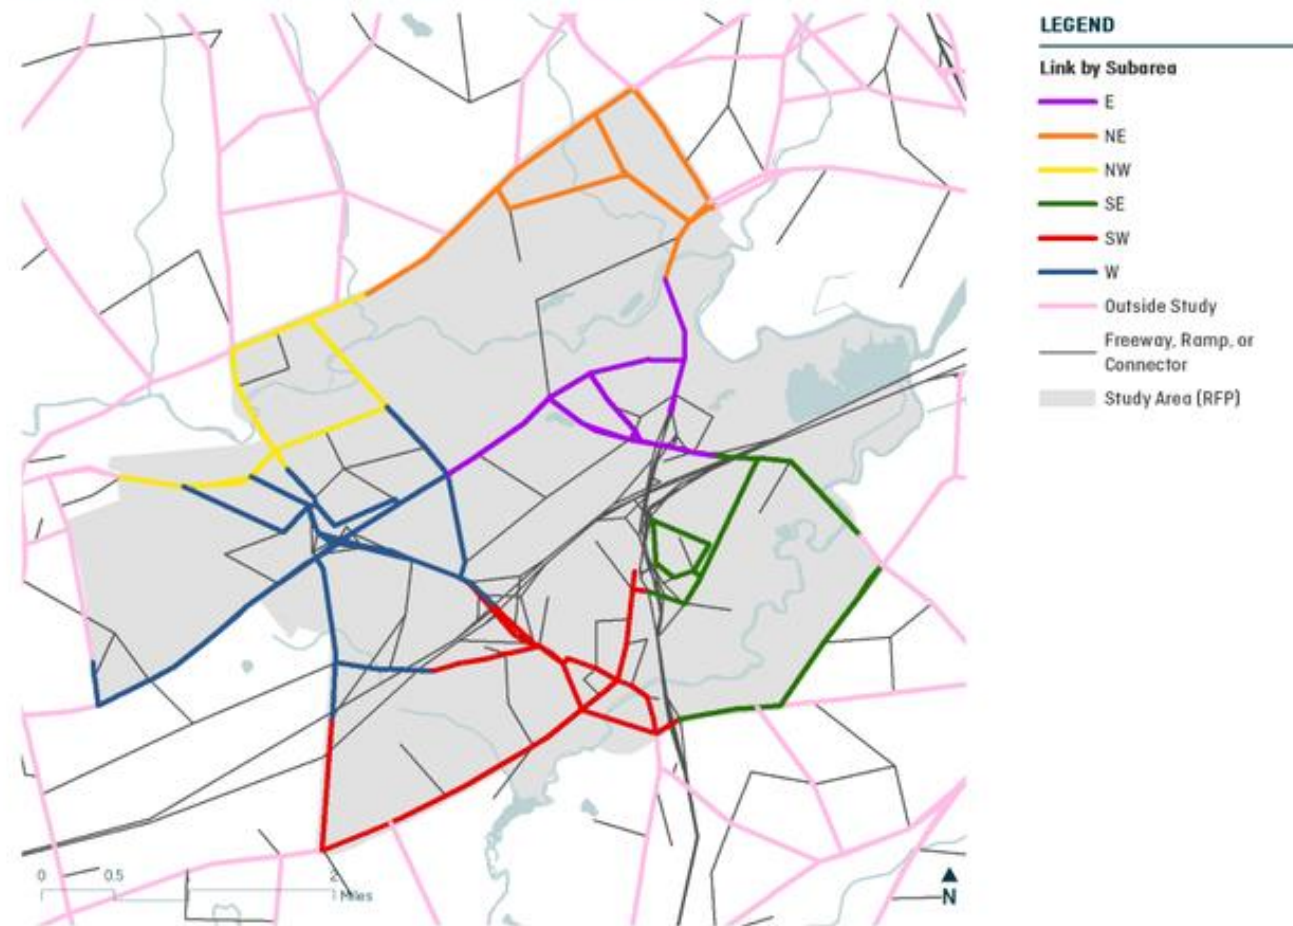 LEGEND
Link by Subarea
E
NE
NW
SE
SW
W
Outside Study
Freeway, Ramp, or
Connector
Study Area (RFP)
0 0.5 1 2
Miles
N